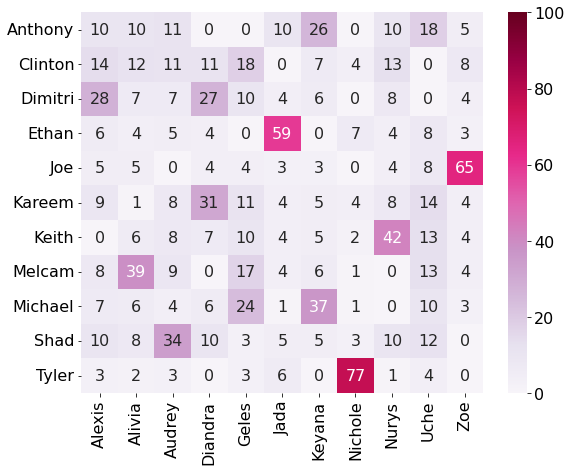 Anthony 10 10 11 0 0 10 26 0 10 18 5
Clinton 14 12 11 11 18 0 7 4 13 0 8
Dimitri 28 7 7 27 10 4 6 0 8 0 4
Ethan 6 4 5 4 0 59 0 7 4 8 3
Joe 5 5 0 4 4 3 3 0 4 8 65
Kareem 9 1 8 31 11 4 5 4 8 14 4
Keith 0 6 8 7 10 4 5 2 42 13 4
Melcam 8 39 9 0 17 4 6 1 0 13 4
Michael 7 6 4 6 24 1 37 1 0 10 3
Shad 10 8 34 10 3 5 5 3 10 12 0
Tyler 3 2 3 0 3 6 0 77 1 4 0
Alexis
Alivia
Audrey
Diandra
Geles
Jada
Keyana
Nichole
Nurys
Uche
Zoe
100
80
60
40
20
0